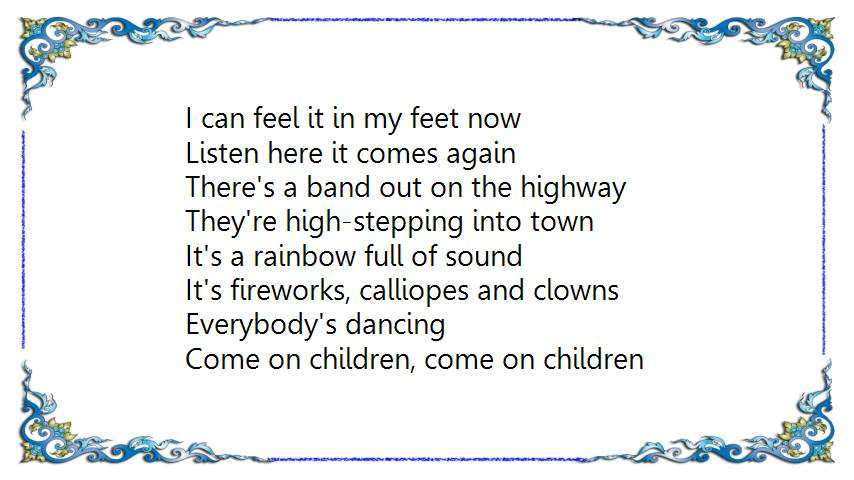 I can feel it in my feet now
Listen here it comes again
There's a band out on the highway
They're high-stepping into town
It's a rainbow full of sound
It's fireworks, calliopes and clowns
Everybody's dancing
Come on children, come on children